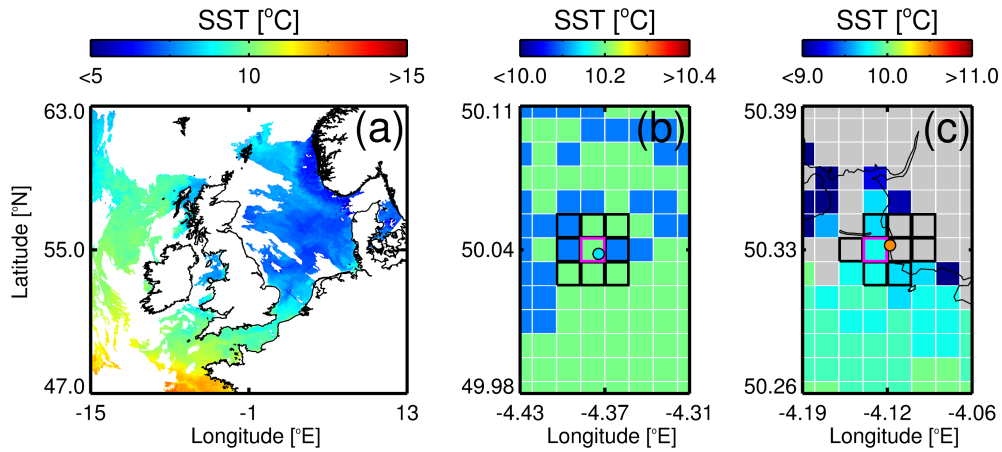 SST [°C]
<5 10 >15
63.0
55.0
47.0
Latitude [°N]
(a)
-15 -1 13
Longitude [°E]
SST [°C]
<10.0 10.2 >10.4
50.11
50.04
49.98
(b)
-4.43 -4.37 -4.31
Longitude [°E]
SST [°C]
<9.0 10.0 >11.0
50.39
50.33
50.26
(c)
-4.19 -4.12 -4.06
Longitude [°E]